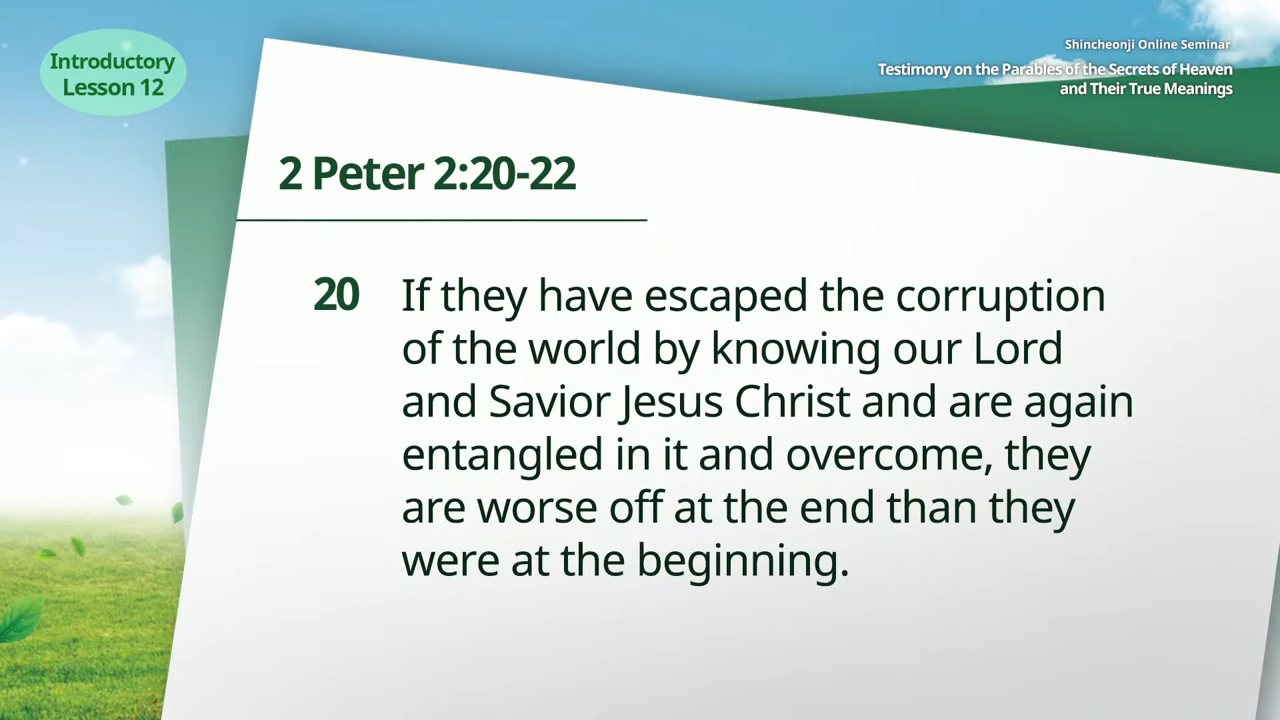 Introductory
Lesson 12
Shincheonji Online Seminar
Testimony on the Parables of the Secrets of Heaven
and Their True Meanings
2 Peter 2:20-22
20 If they have escaped the corruption
of the world by knowing our Lord
and Savior Jesus Christ and are again
entangled in it and overcome, they
are worse off at the end than they
were at the beginning.